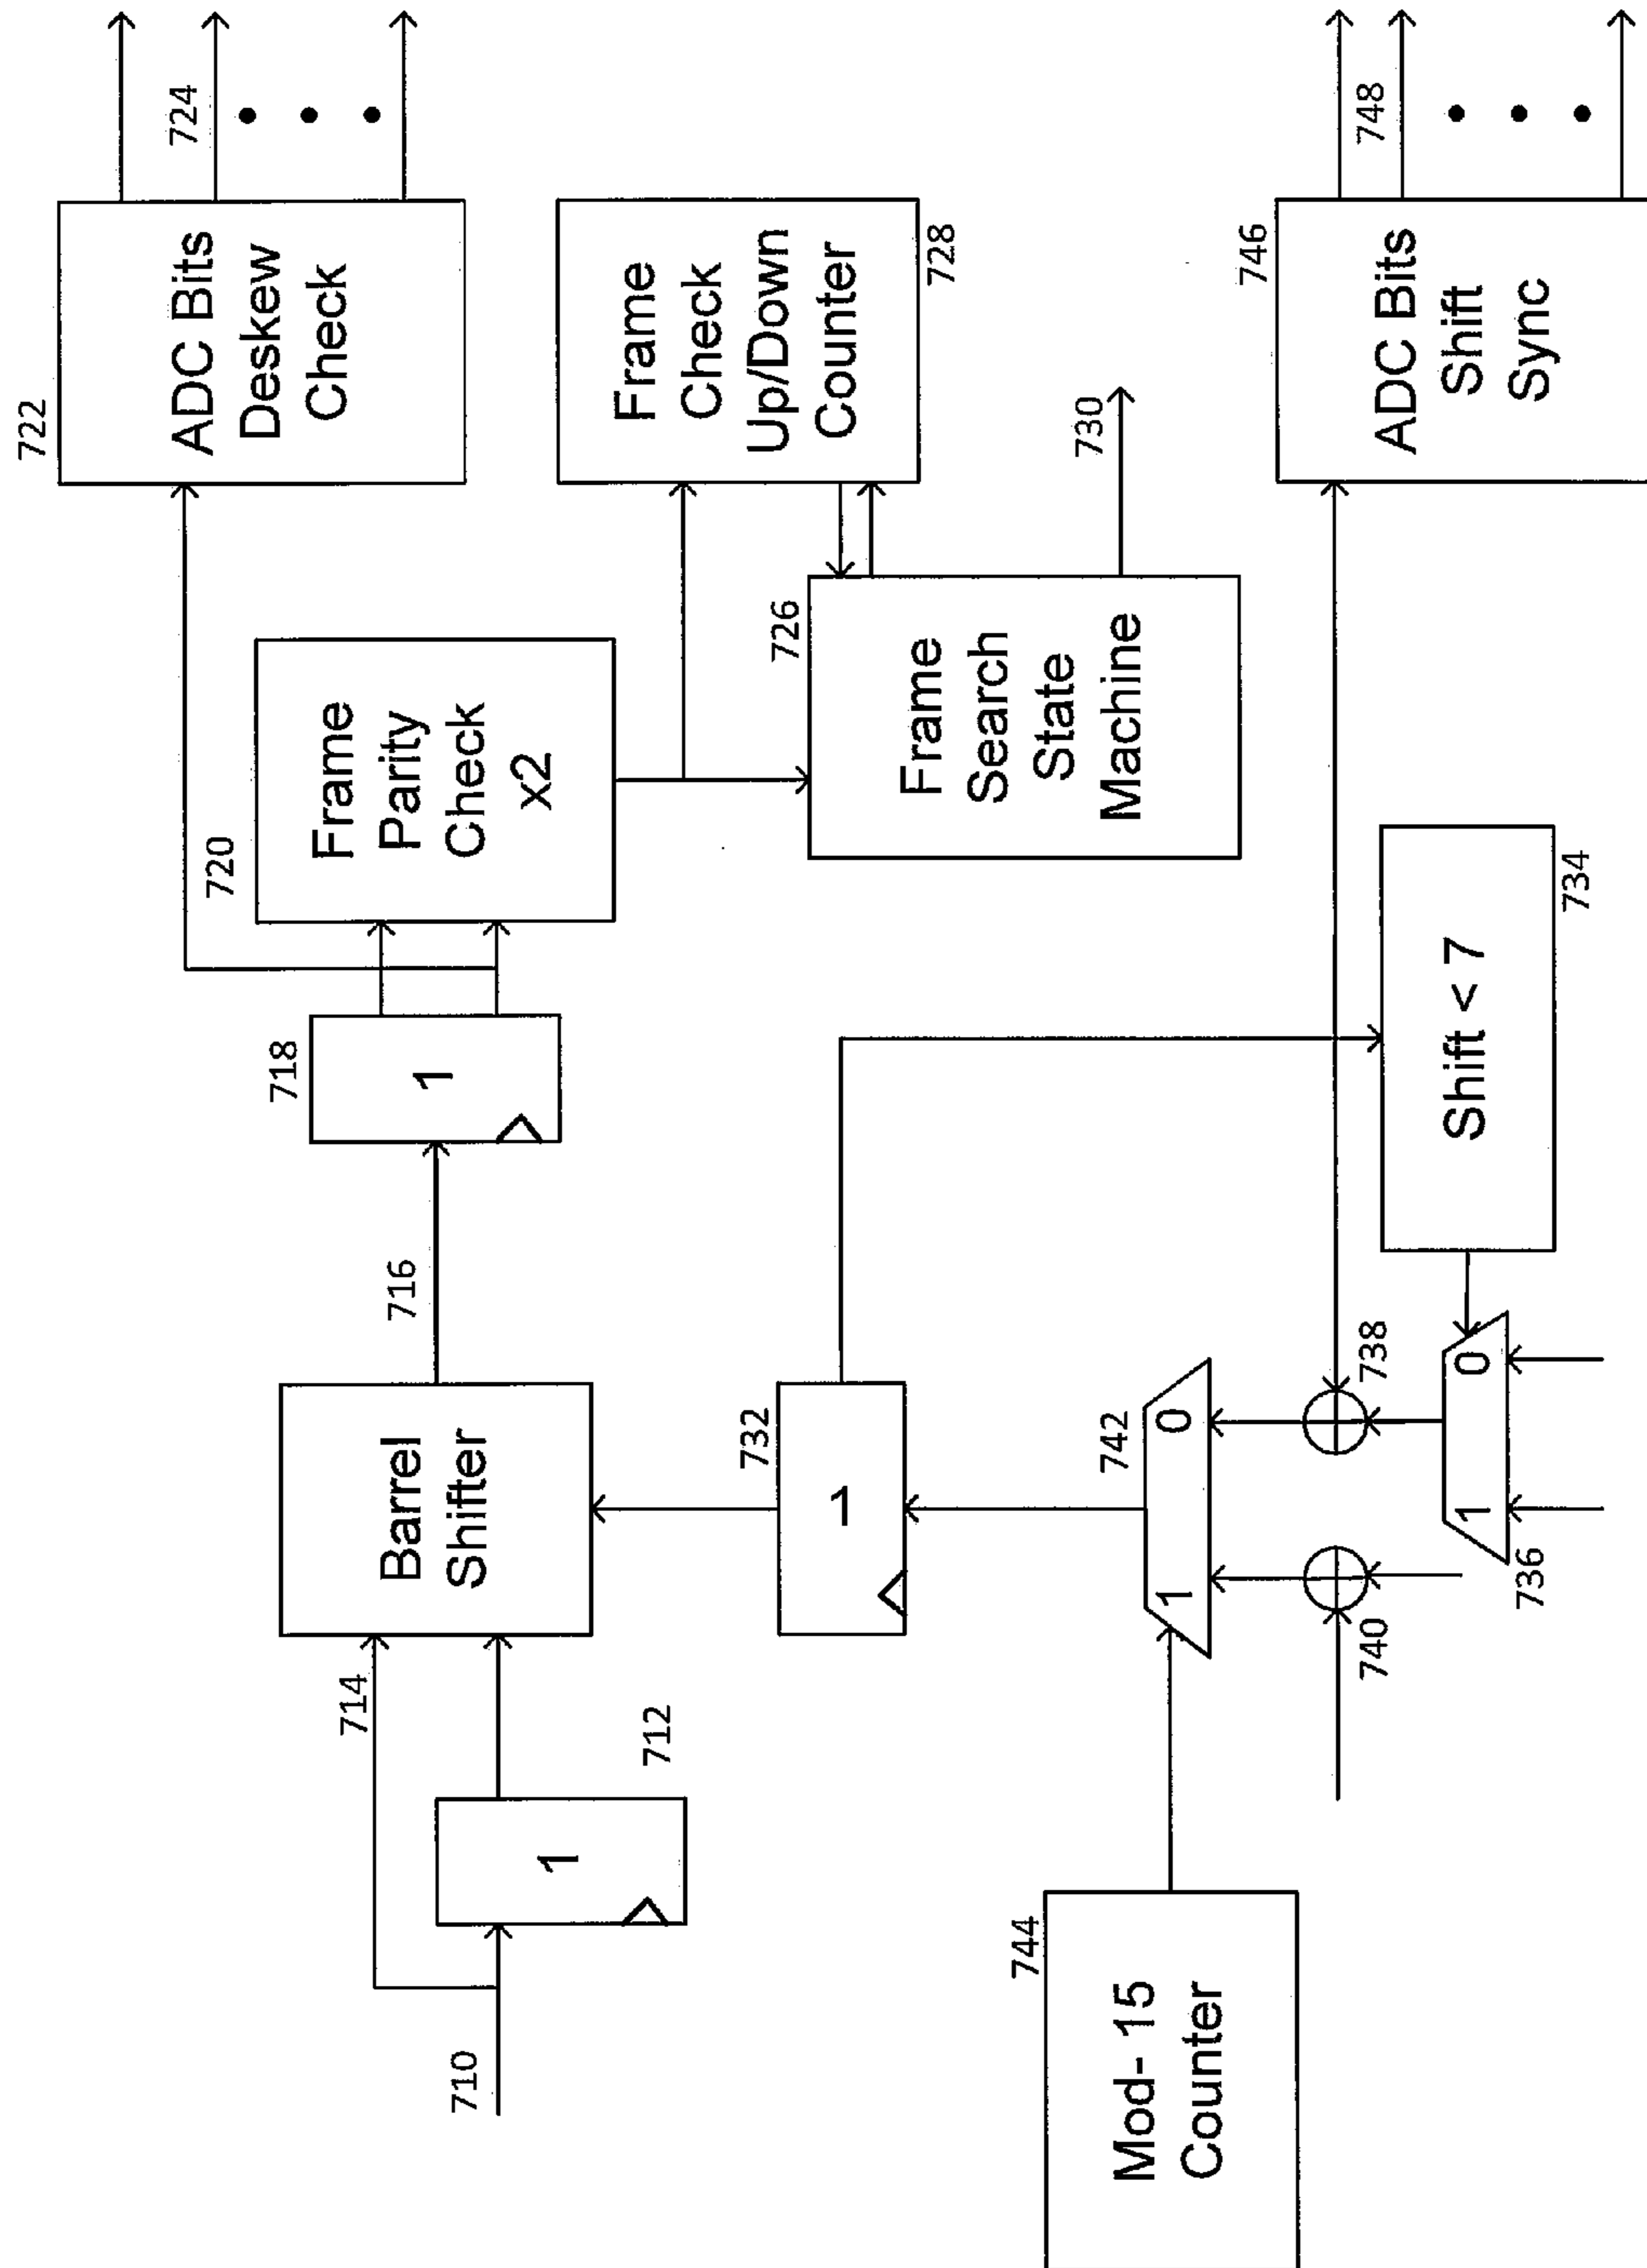 710
714
1
712
Barrel
Shifter
716
718
1
720
Frame
Parity
Check
x2
722
ADC Bits
Deskew
Check
724
Frame
Check
Up/Down
Counter
728
726
Frame
Search
State
Machine
730
732
1
744
Mod- 15
Counter
742
1
0
740
738
736
1
0
Shift < 7
734
746
ADC Bits
Shift
Sync
748